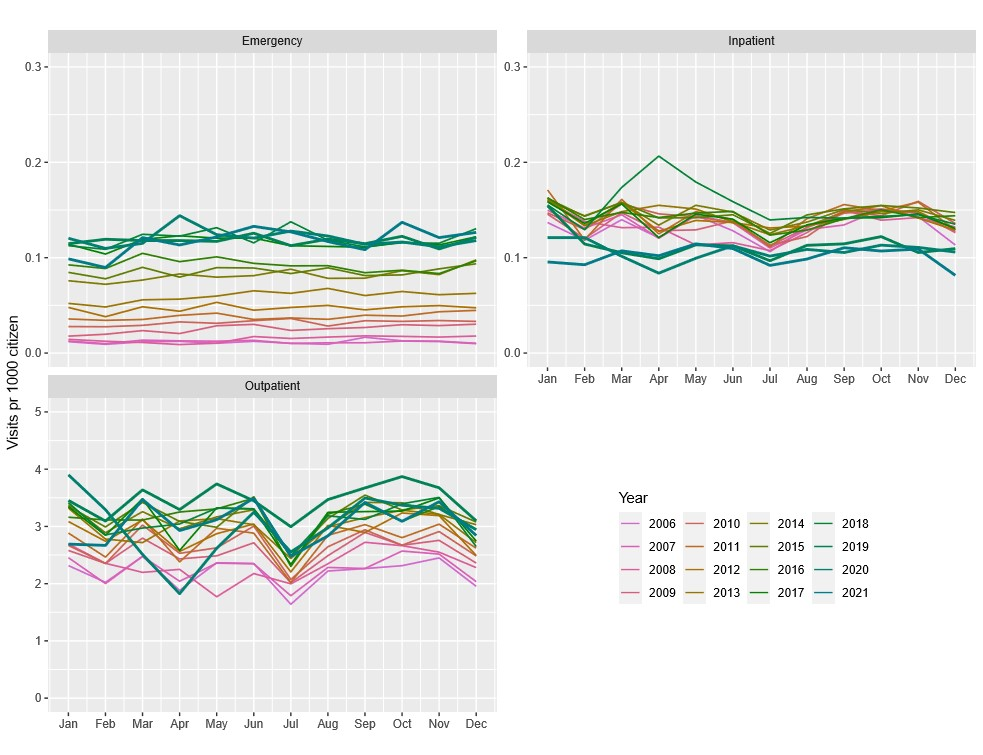 Emergency
Inpatient
0.3
0.2
0.1
0.0
0.3
0.2
0.1
0.0
Jan Feb Mar Apr May Jun Jul Aug Sep Oct Nov Dec
Visits pr 1000 citizen
Outpatient
5
4
3
2
1
0
Jan Feb Mar Apr May Jun Jul Aug Sep Oct Nov Dec
Year
2006 2010 2014 2018
2007 2011 2015 2019
2008 2012 2016 2020
2009 2013 2017 2021